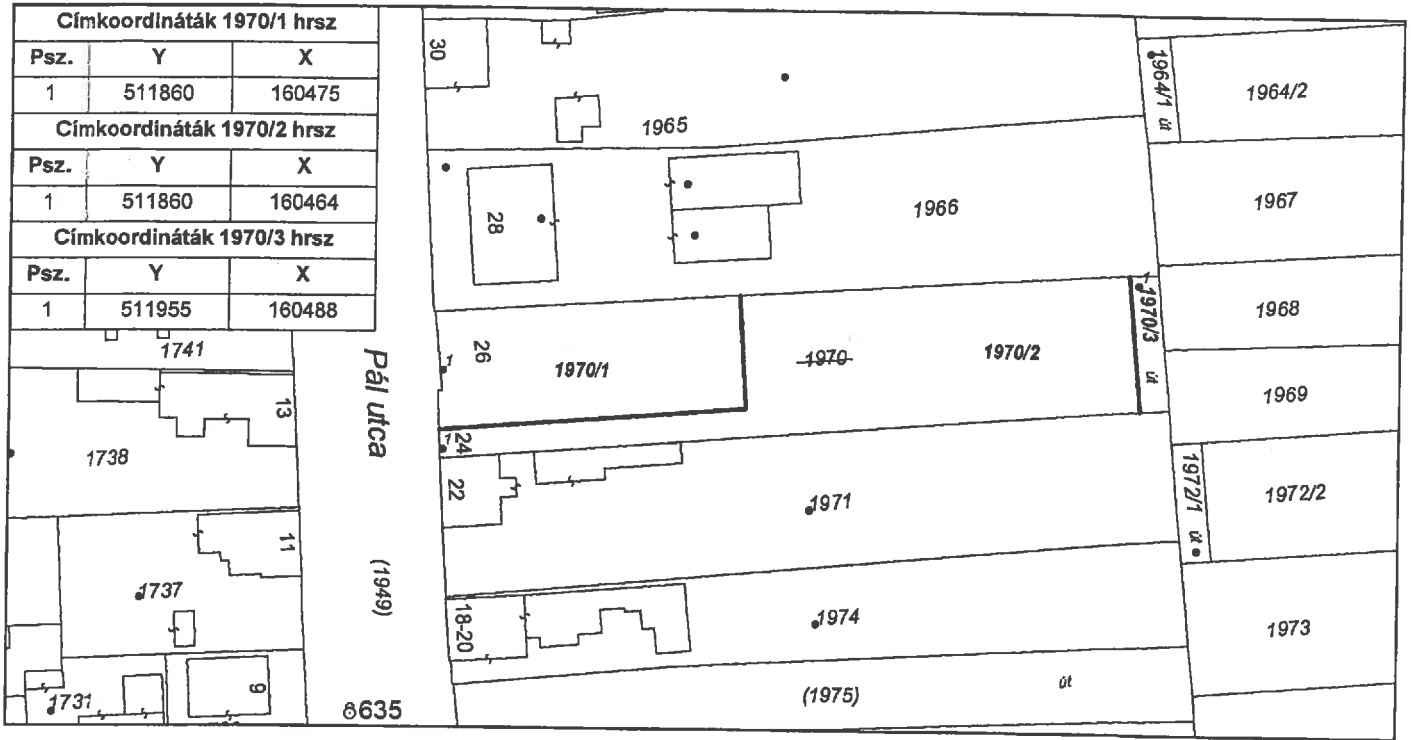 Címkoordináták 1970/1 hrsz
Psz. Y X
1 511860 160475
Címkoordináták 1970/2 hrsz
Psz. Y X
1 511860 160464
Címkoordináták 1970/3 hrsz
Psz. Y X
1 511955 160488
30
1965
1964/1 út
1964/2
28
1966
1967
1741
Pál utca
26
1
1970/1
1970
1970/2
1
1970/3 út
1968
1969
13
1738
1
24
22
1971
1972/1 út
1972/2
11
1737
(1949)
18-20
1974
1973
1731
9
635
(1975)
út